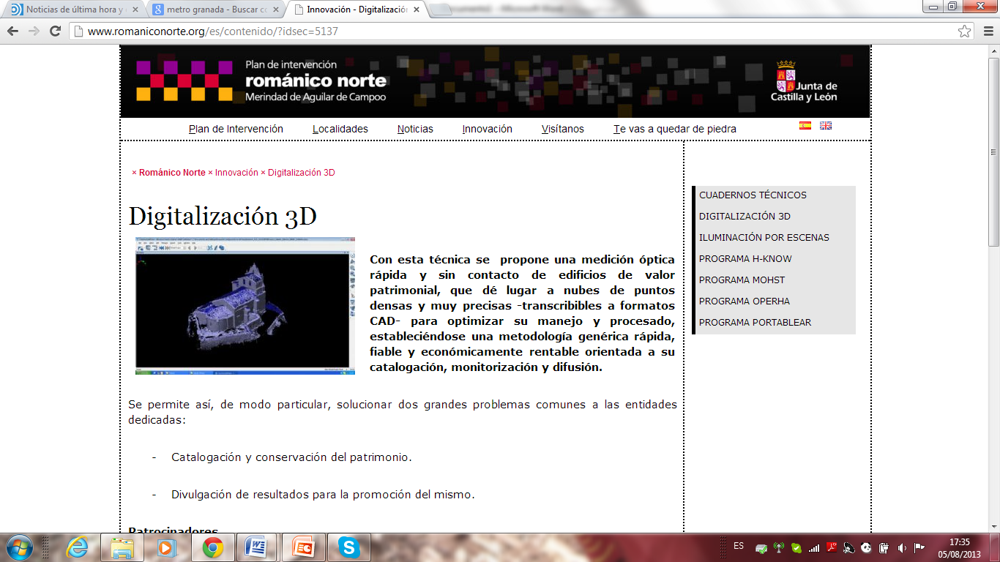 Noticias de última hora y
metro granada - Buscar co
Innovación - Digitalización
www.romaniconorte.org/es/contenido/?idsec=5137
Plan de intervención
románico norte
Merindad de Aguilar de Campoo
Junta de
Castilla y León
Plan de Intervención Localidades Noticias Innovación Visítanos Te vas a quedar de piedra
× Románico Norte × Innovación × Digitalización 3D
Digitalización 3D
Con esta técnica se propone una medición óptica
rápida y sin contacto de edificios de valor
patrimonial, que dé lugar a nubes de puntos
densas y muy precisas -transcribibles a formatos
CAD- para optimizar su manejo y procesado,
estableciéndose una metodología genérica rápida,
fiable y económicamente rentable orientada a su
catalogación, monitorización y difusión.
Se permite así, de modo particular, solucionar dos grandes problemas comunes a las entidades
dedicadas:
- Catalogación y conservación del patrimonio.
- Divulgación de resultados para la promoción del mismo.
Patrocinadores
CUADERNOS TÉCNICOS
DIGITALIZACIÓN 3D
ILUMINACIÓN POR ESCENAS
PROGRAMA H-KNOW
PROGRAMA MOHST
PROGRAMA OPERHA
PROGRAMA PORTABLEAR
ES
17:35
05/08/2013